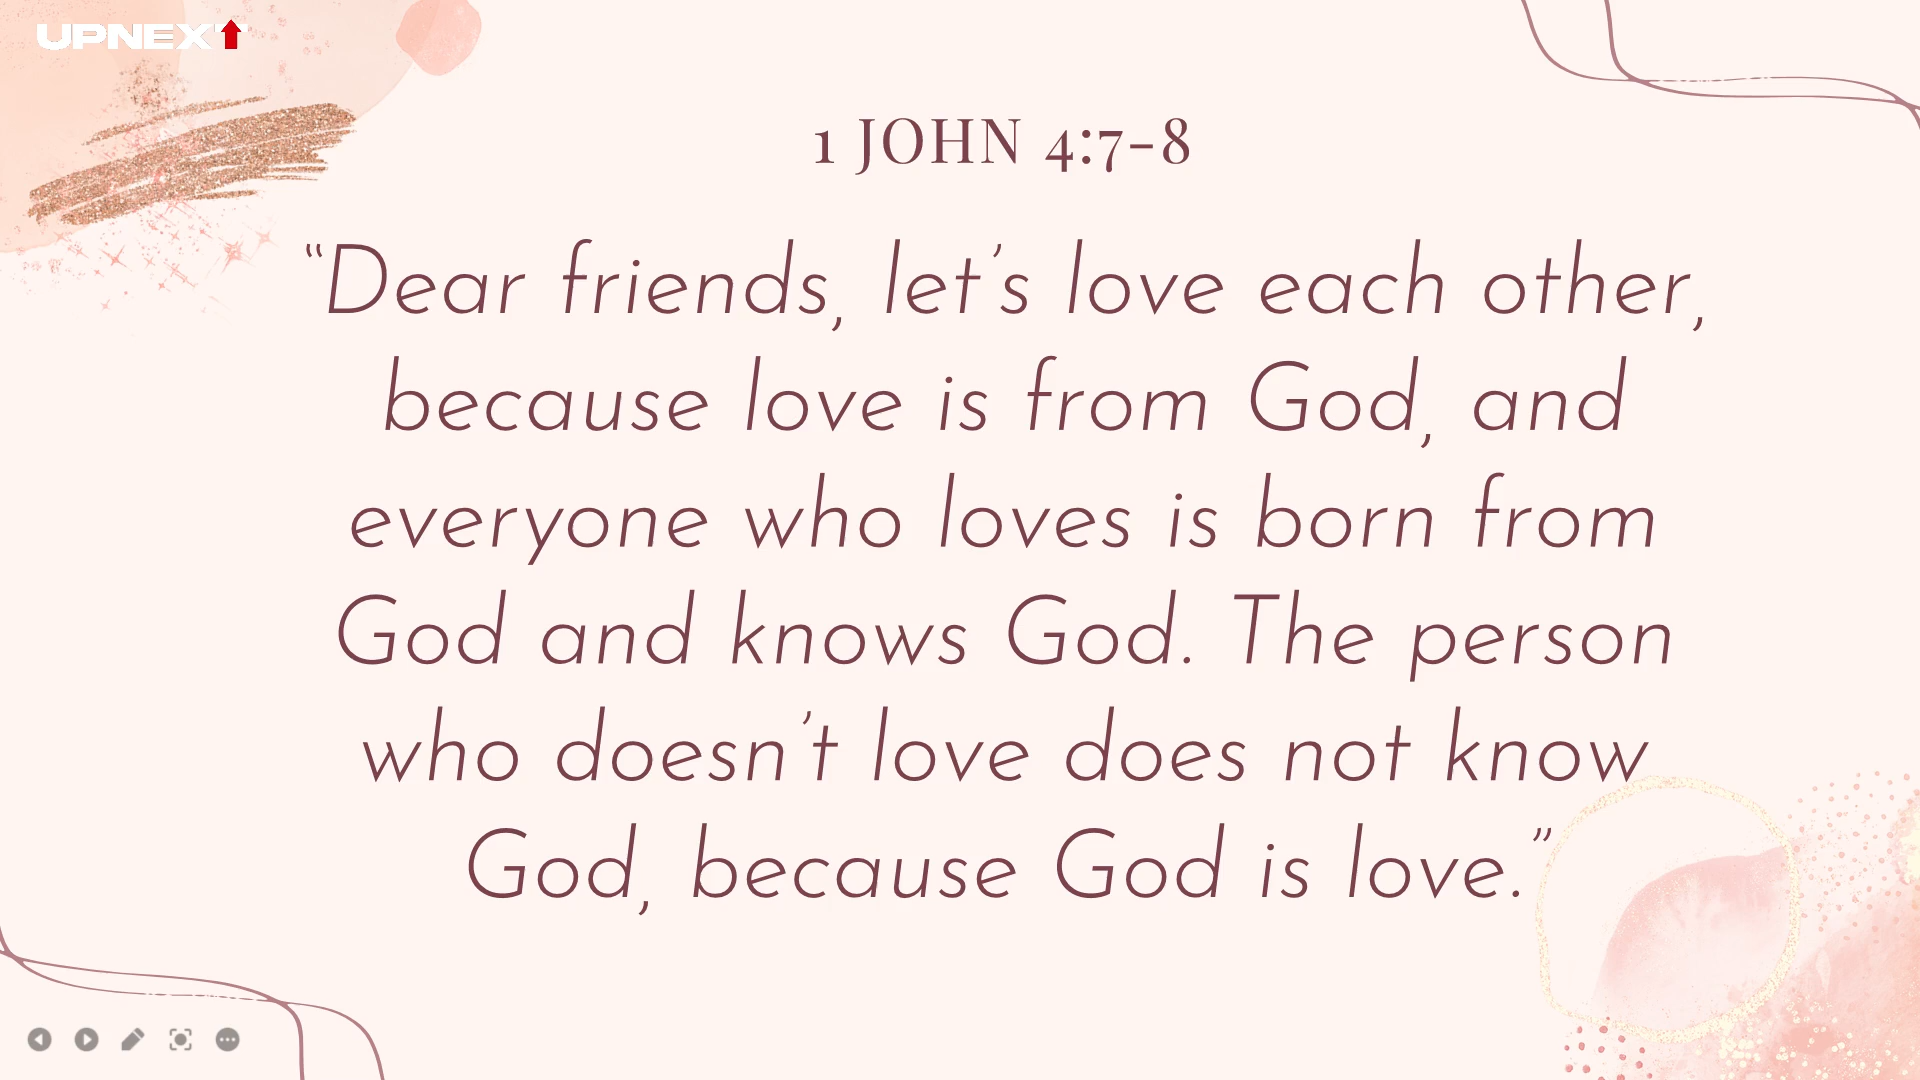 UPNEXT
1 JOHN 4:7-8
“Dear friends, let’s love each other,
because love is from God, and
everyone who loves is born from
God and knows God. The person
who doesn’t love does not know
God, because God is love.”